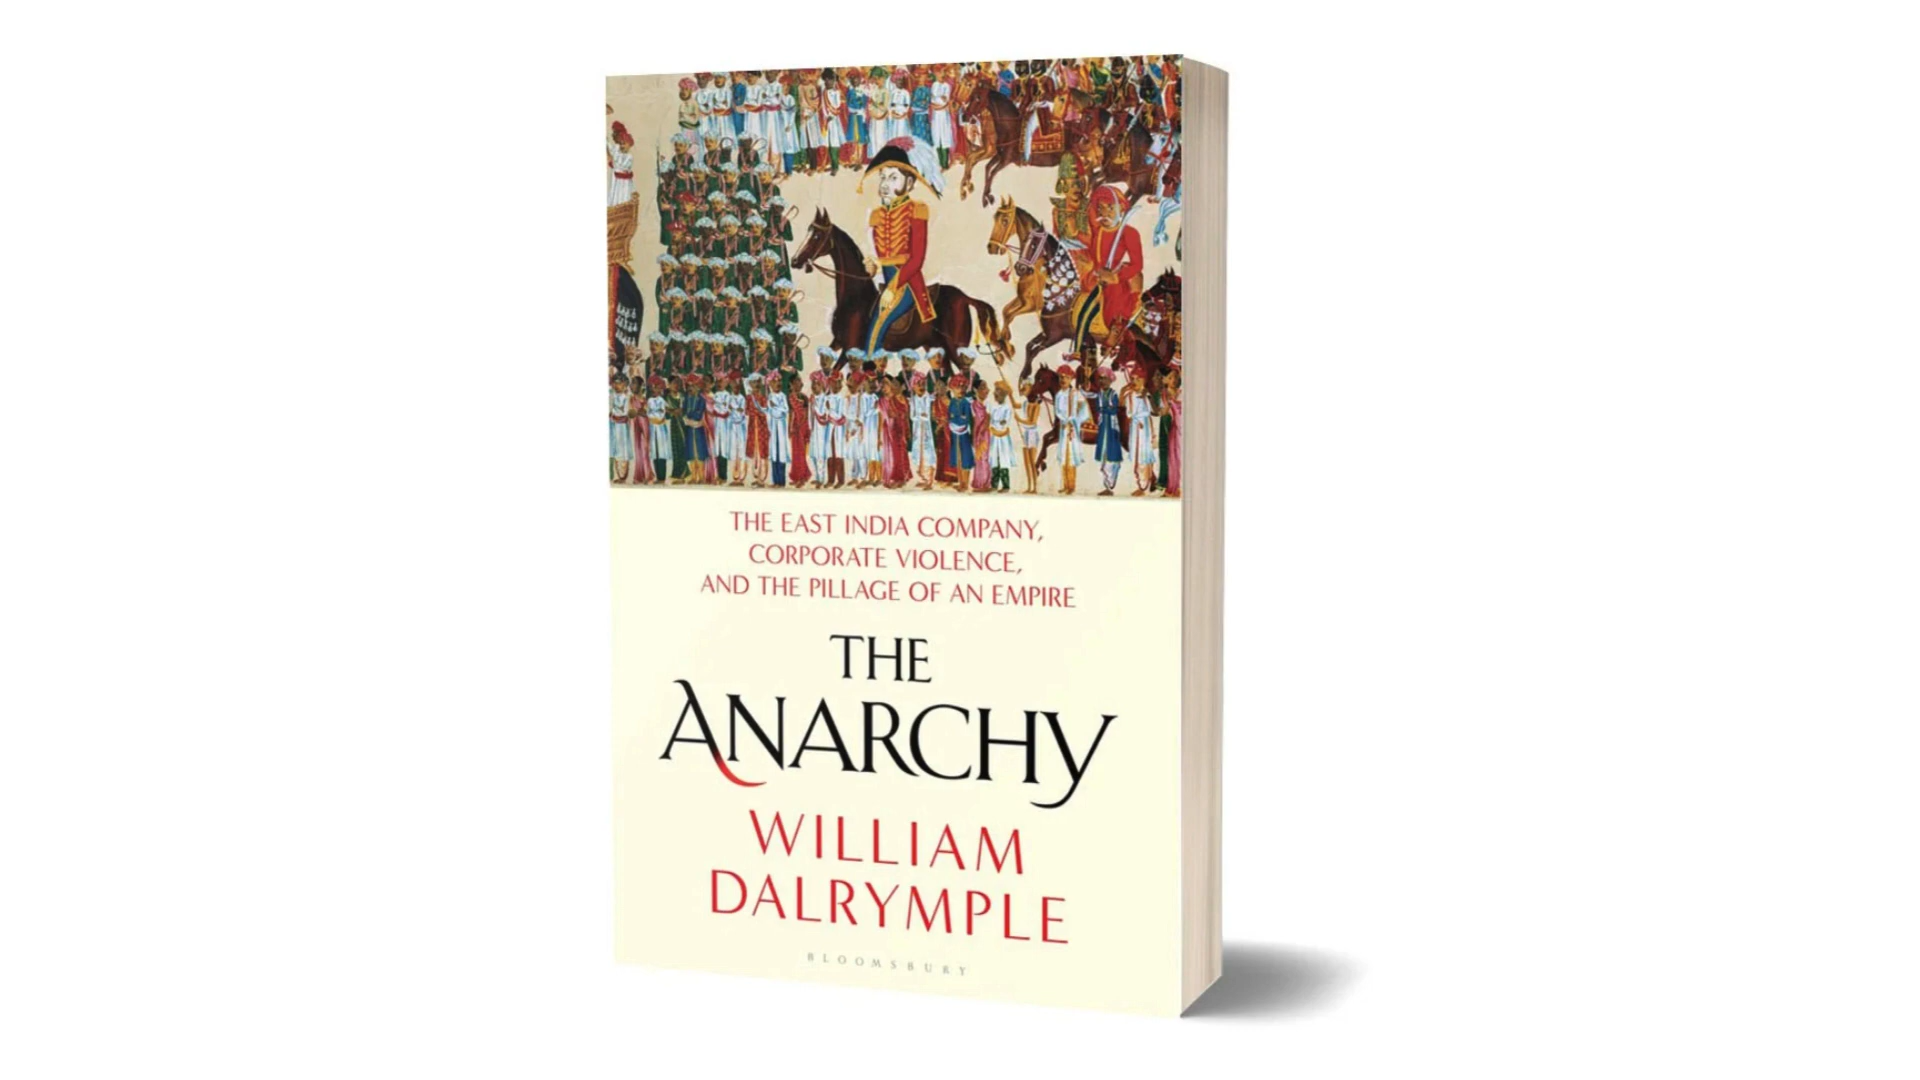 THE EAST INDIA COMPANY,
CORPORATE VIOLENCE,
AND THE PILLAGE OF AN EMPIRE
THE
ANARCHY
WILLIAM
DALRYMPLE
BLOOMSBURY